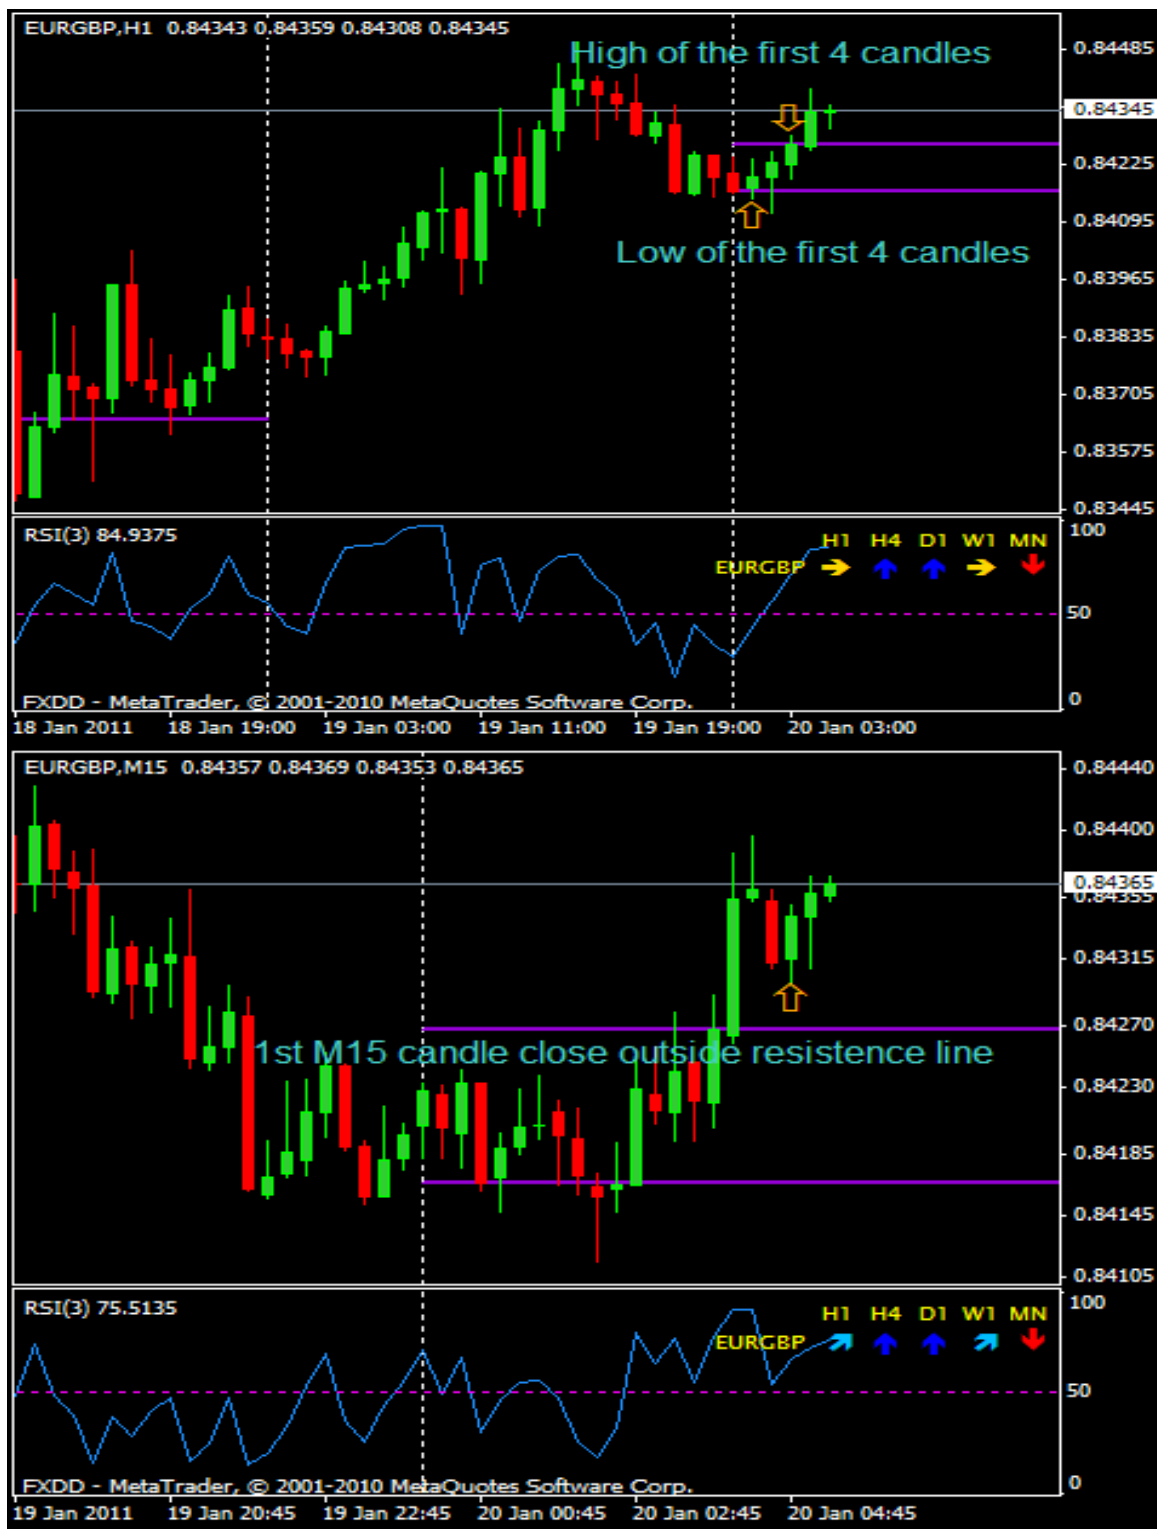 EURGBP,H1 0.84343 0.84359 0.84308 0.84345
High of the first 4 candles
0.84485
0.84345
0.84225
0.84095
Low of the first 4 candles
0.83965
0.83835
0.83705
0.83575
0.83445
RSI(3) 84.9375
100
H1 H4 D1 W1 MN
EURGBP
50
FXDD - MetaTrader, © 2001-2010 MetaQuotes Software Corp.
0
18 Jan 2011 18 Jan 19:00 19 Jan 03:00 19 Jan 11:00 19 Jan 19:00 20 Jan 03:00
EURGBP,M15 0.84357 0.84369 0.84353 0.84365
0.84440
0.84400
0.84365
0.84355
0.84315
0.84270
1st M15 candle close outside resistence line
0.84230
0.84185
0.84145
0.84105
RSI(3) 75.5135
100
H1 H4 D1 W1 MN
EURGBP
50
FXDD - MetaTrader, © 2001-2010 MetaQuotes Software Corp.
0
19 Jan 2011 19 Jan 20:45 19 Jan 22:45 20 Jan 00:45 20 Jan 02:45 20 Jan 04:45